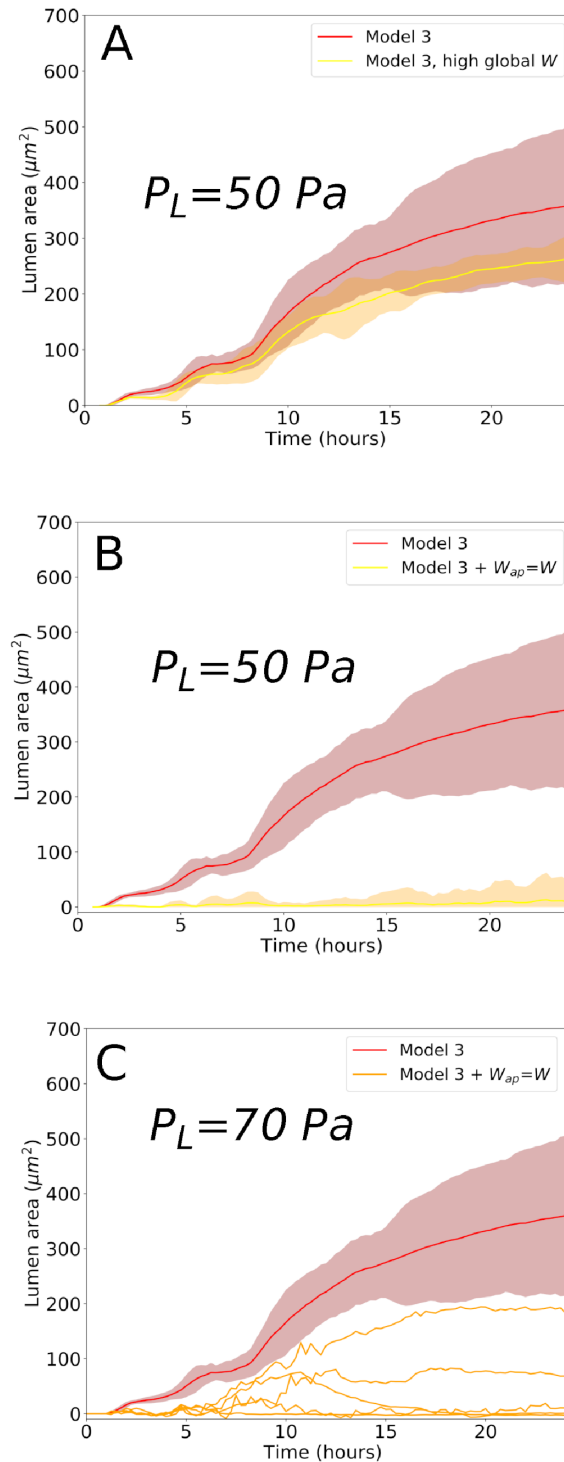 700
A
Model 3
Model 3, high global W
600
500
400
P_L=50 Pa
300
200
100
0
Lumen area (μm²)
0 5 10 15 20
Time (hours)
700
B
Model 3
Model 3 + W_ap=W
600
500
400
P_L=50 Pa
300
200
100
0
Lumen area (μm²)
0 5 10 15 20
Time (hours)
700
C
Model 3
Model 3 + W_ap=W
600
500
P_L=70 Pa
400
300
200
100
0
Lumen area (μm²)
0 5 10 15 20
Time (hours)